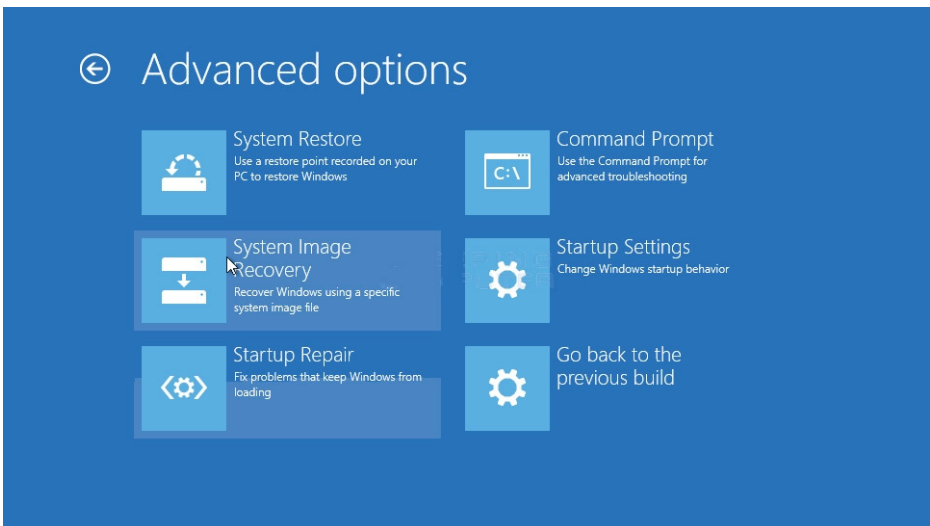 Advanced options
System Restore
Use a restore point recorded on your
PC to restore Windows
System Image
Recovery
Recover Windows using a specific
system image file
Startup Repair
Fix problems that keep Windows from
loading
C:\
Command Prompt
Use the Command Prompt for
advanced troubleshooting
Startup Settings
Change Windows startup behavior
Go back to the
previous build